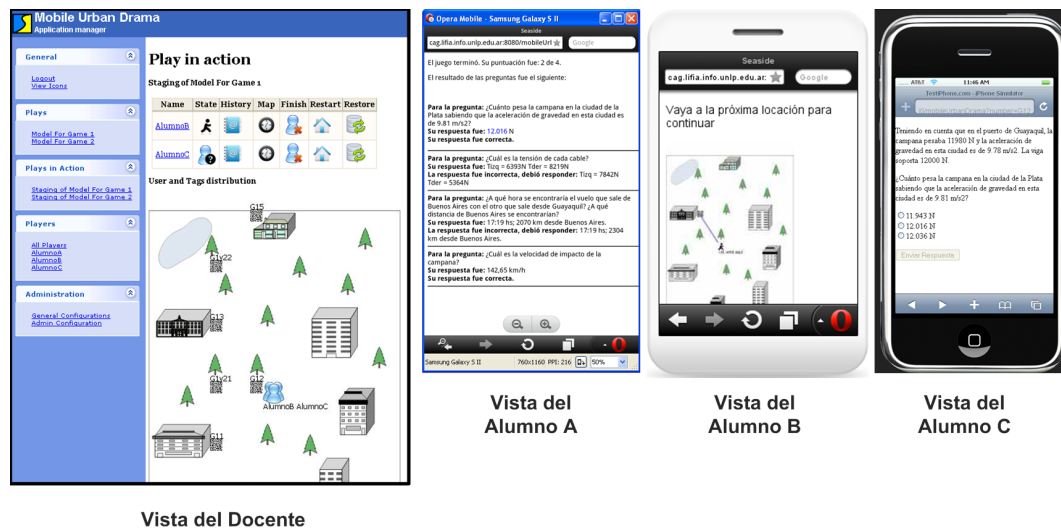 Mobile Urban Drama
Application manager
General
Logout
View Icons
Plays
Model For Game 1
Model For Game 2
Plays in Action
Staging of Model For Game 1
Staging of Model For Game 2
Players
All Players
AlumnoA
AlumnoB
AlumnoC
Administration
General Configurations
Admin Configuration
Play in action
Staging of Model For Game 1
Name State History Map Finish Restart Restore
AlumnoB
AlumnoC
User and Tags distribution
G15
G1y22
G13
G1y21
G12
AlumnoB AlumnoC
G11
Vista del Docente
Opera Mobile - Samsung Galaxy S II
Seaside
cag.lifia.info.unlp.edu.ar:8080/mobileUrl
Google
El juego terminó. Su puntuación fue: 2 de 4.
El resultado de las preguntas fue el siguiente:
Para la pregunta: ¿Cuánto pesa la campana en la ciudad de la
Plata sabiendo que la aceleración de gravedad en esta ciudad es
de 9.81 m/s2?
Su respuesta fue: 12.016 N
Su respuesta fue correcta.
Para la pregunta: ¿Cuál es la tensión de cada cable?
Su respuesta fue: Tizq = 6393N Tder = 8219N
La respuesta fue incorrecta, debió responder: Tizq = 7842N
Tder = 5364N
Para la pregunta: ¿A qué hora se encontraría el vuelo que sale de
Buenos Aires con el otro que sale desde Guayaquil? ¿A qué
distancia de Buenos Aires se encontrarían?
Su respuesta fue: 17:19 hs; 2070 km desde Buenos Aires.
La respuesta fue incorrecta, debió responder: 17:19 hs; 2304
km desde Buenos Aires.
Para la pregunta: ¿Cuál es la velocidad de impacto de la
campana?
Su respuesta fue: 142,65 km/h
Su respuesta fue correcta.
Samsung Galaxy S II 760x1160 PPI: 216 50%
Vista del
Alumno A
Seaside
cag.lifia.info.unlp.edu.ar:
Google
Vaya a la próxima locación para
continuar
Vista del
Alumno B
AT&T 11:46 AM
TestiPhone.com - iPhone Simulator
Teniendo en cuenta que en el puerto de Guayaquil, la
campana pesaba 11980 N y la aceleración de
gravedad en esta ciudad es de 9.78 m/s2. La viga
soporta 12000 N.
¿Cuánto pesa la campana en la ciudad de la Plata
sabiendo que la aceleración de gravedad en esta
ciudad es de 9.81 m/s2?
11.943 N
12.016 N
12.036 N
Enviar Respuesta
Vista del
Alumno C